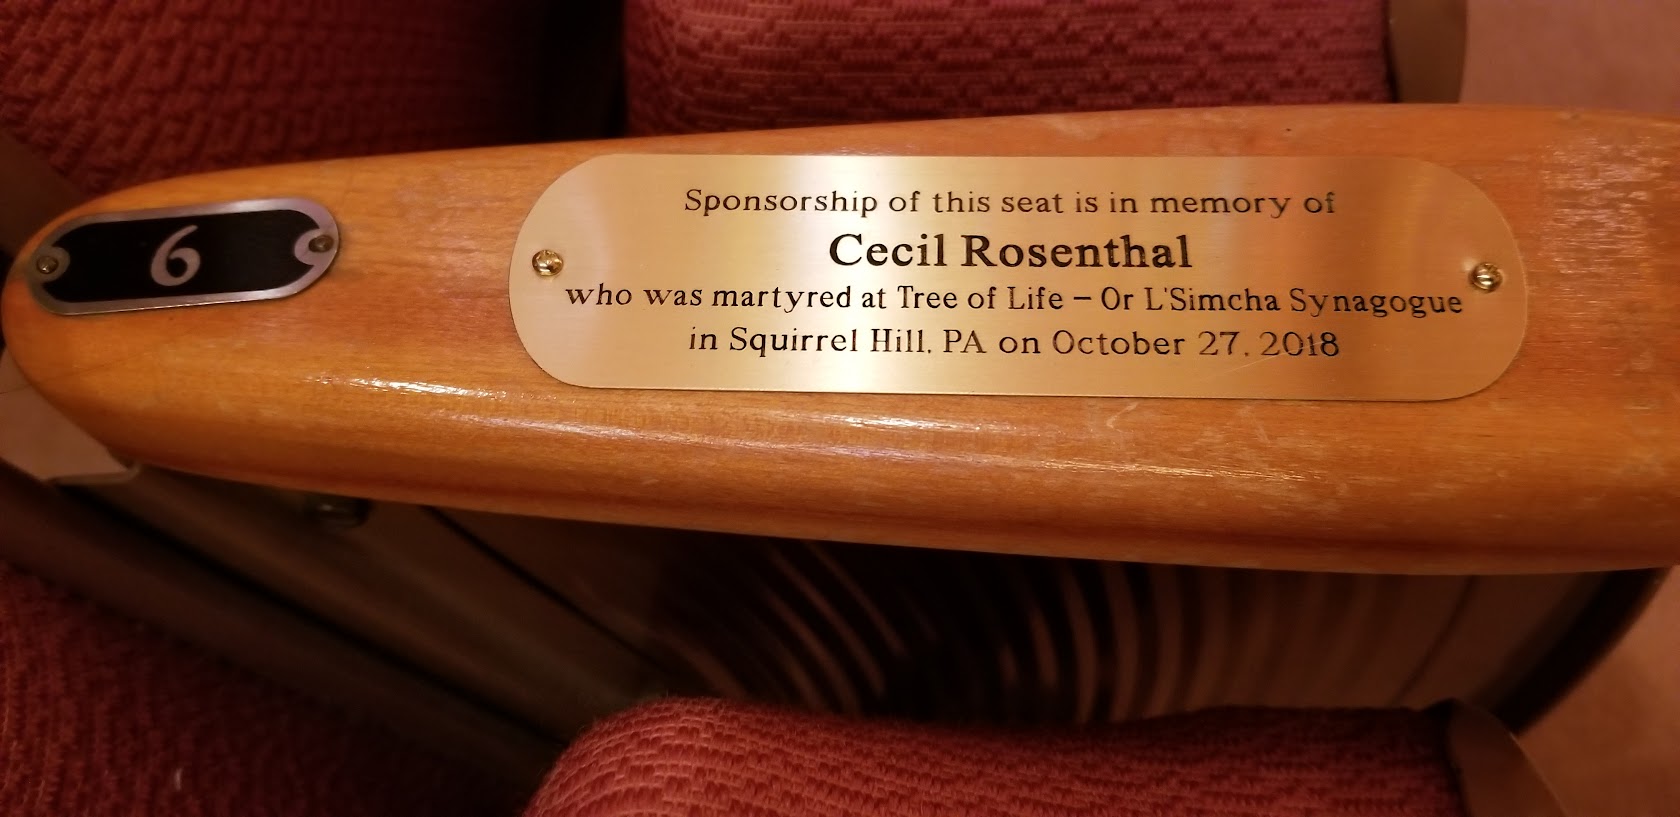 6
Sponsorship of this seat is in memory of
Cecil Rosenthal
who was martyred at Tree of Life – Or L'Simcha Synagogue
in Squirrel Hill, PA on October 27, 2018